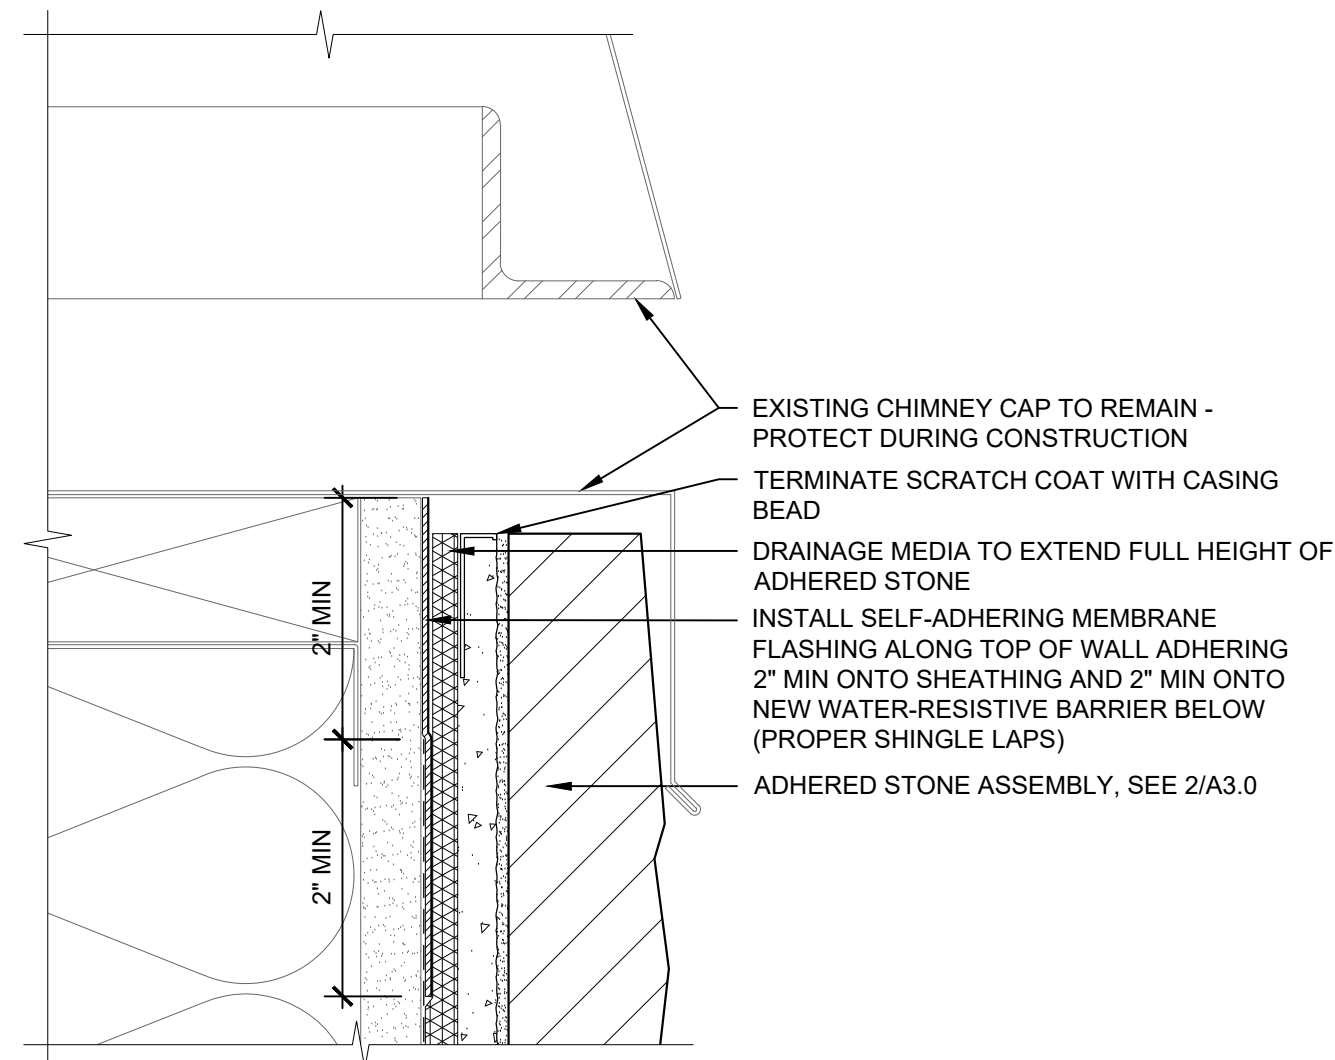 EXISTING CHIMNEY CAP TO REMAIN -
PROTECT DURING CONSTRUCTION
TERMINATE SCRATCH COAT WITH CASING
BEAD
DRAINAGE MEDIA TO EXTEND FULL HEIGHT OF
ADHERED STONE
INSTALL SELF-ADHERING MEMBRANE
FLASHING ALONG TOP OF WALL ADHERING
2" MIN ONTO SHEATHING AND 2" MIN ONTO
NEW WATER-RESISTIVE BARRIER BELOW
(PROPER SHINGLE LAPS)
ADHERED STONE ASSEMBLY, SEE 2/A3.0
2" MIN
2" MIN